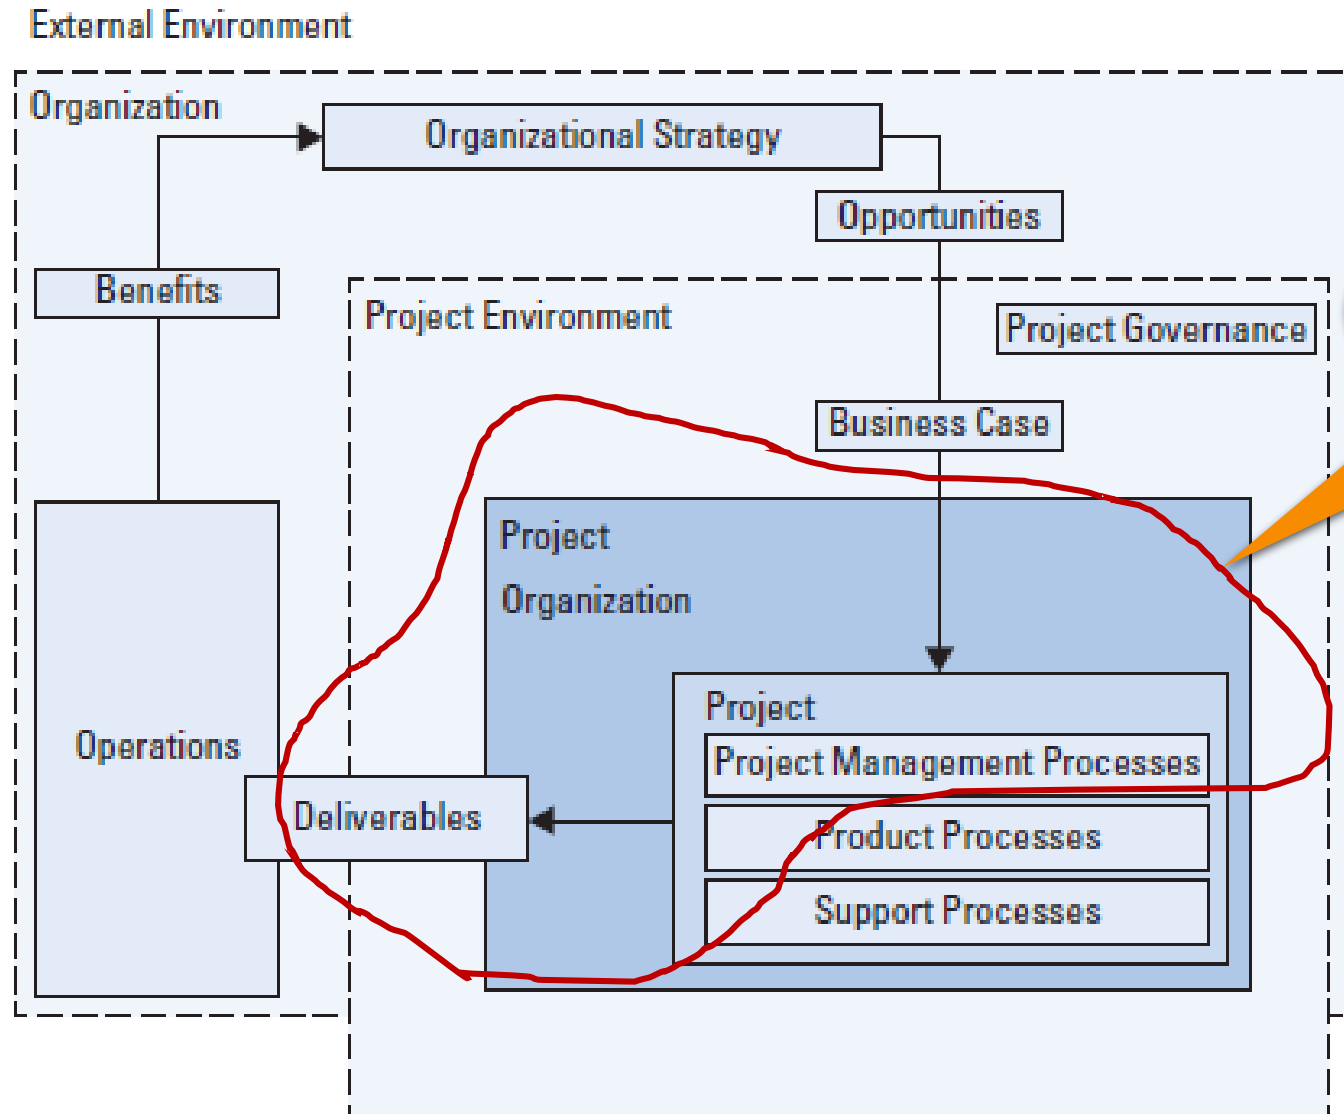 External Environment
Organization
Organizational Strategy
Opportunities
Benefits
Project Environment
Project Governance
Business Case
Project
Organization
Project
Operations
Project Management Processes
Deliverables
Product Processes
Support Processes